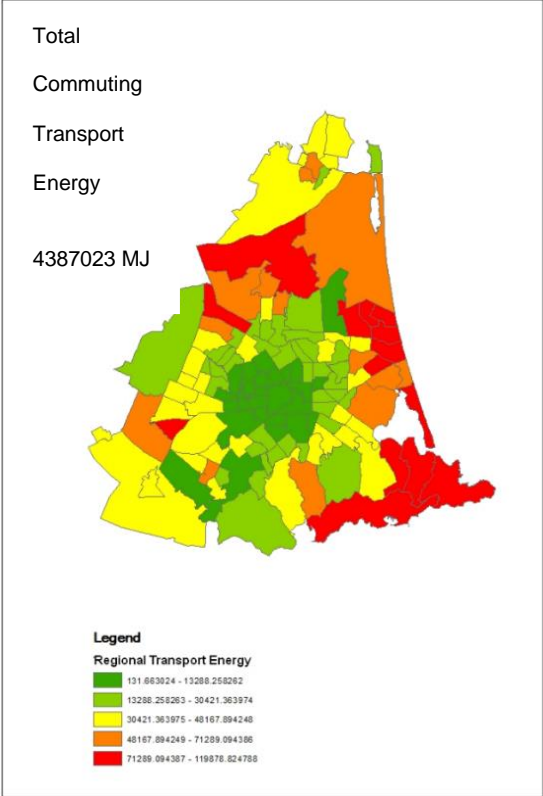 Total
Commuting
Transport
Energy
4387023 MJ
Legend
Regional Transport Energy
131.663024 - 13288.258262
13288.258263 - 30421.363974
30421.363975 - 48167.894248
48167.894249 - 71289.094386
71289.094387 - 119878.824788